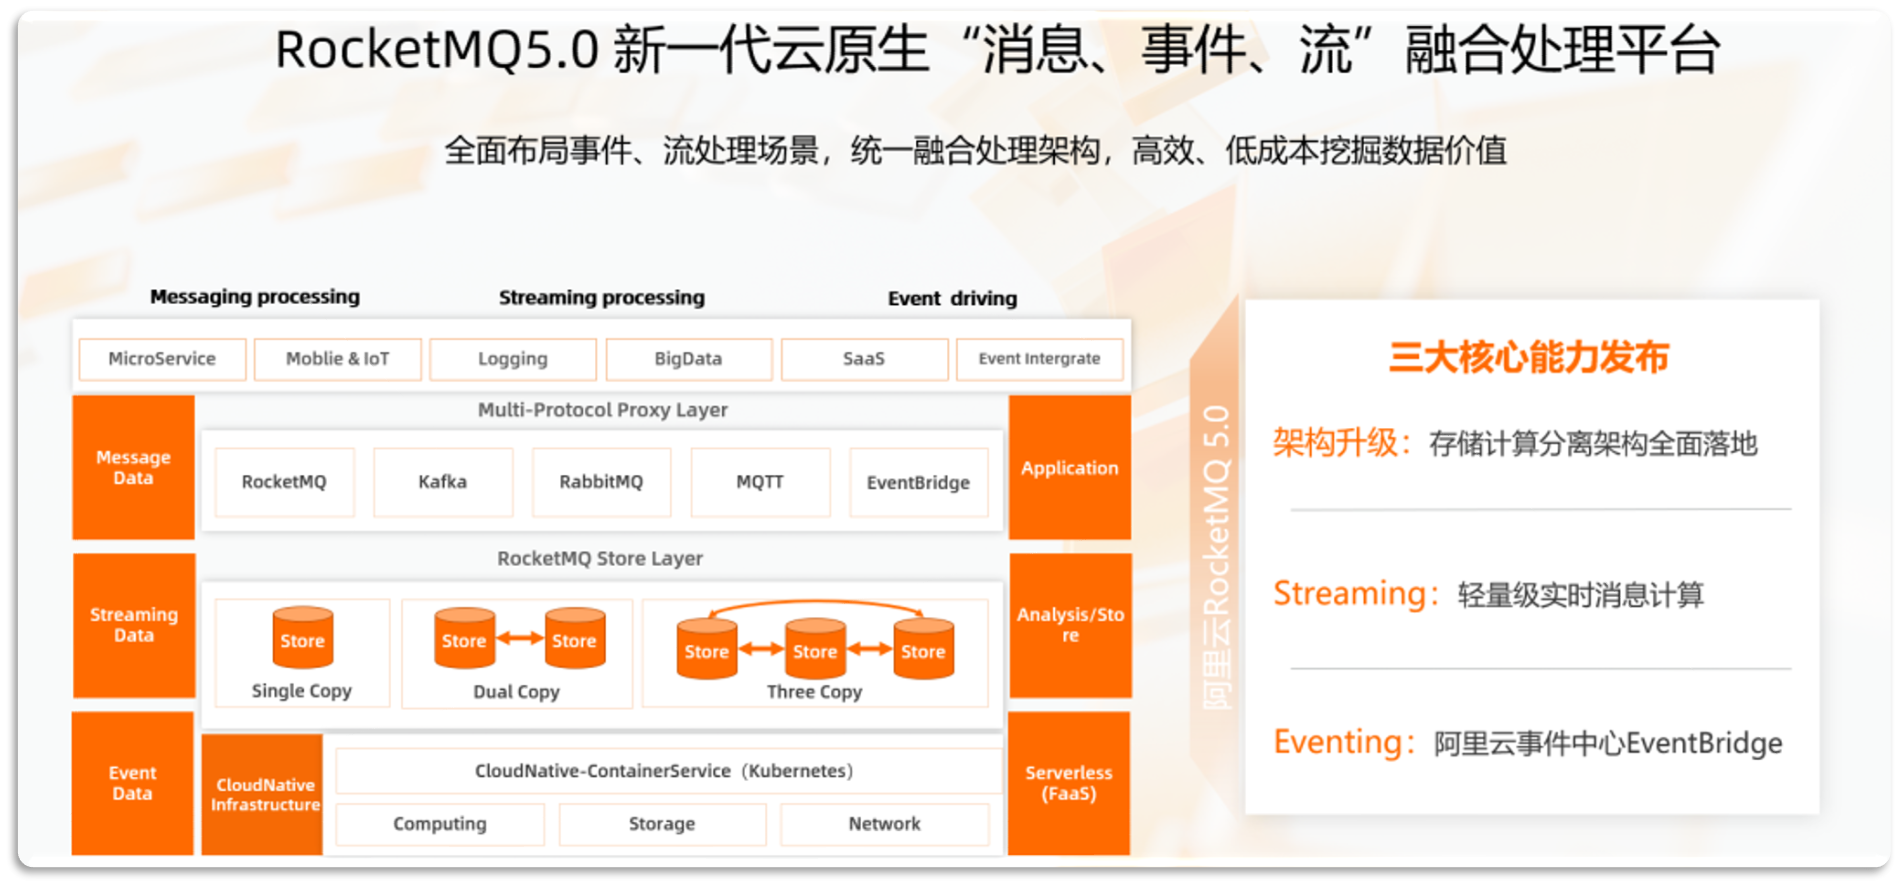 RocketMQ5.0 新一代云原生“消息、事件、流”融合处理平台
全面布局事件、流处理场景，统一融合处理架构，高效、低成本挖掘数据价值
Messaging processing
Streaming processing
Event driving
MicroService
Moblie & IoT
Logging
BigData
SaaS
Event Intergrate
Message
Data
Multi-Protocol Proxy Layer
RocketMQ
Kafka
RabbitMQ
MQTT
EventBridge
Application
Streaming
Data
RocketMQ Store Layer
Store
Single Copy
Store
Store
Dual Copy
Store
Store
Store
Three Copy
Analysis/Sto
re
Event
Data
CloudNative
Infrastructure
CloudNative-ContainerService（Kubernetes）
Computing
Storage
Network
Serverless
(FaaS)
阿里云RocketMQ 5.0
三大核心能力发布
架构升级：存储计算分离架构全面落地
Streaming：轻量级实时消息计算
Eventing：阿里云事件中心EventBridge